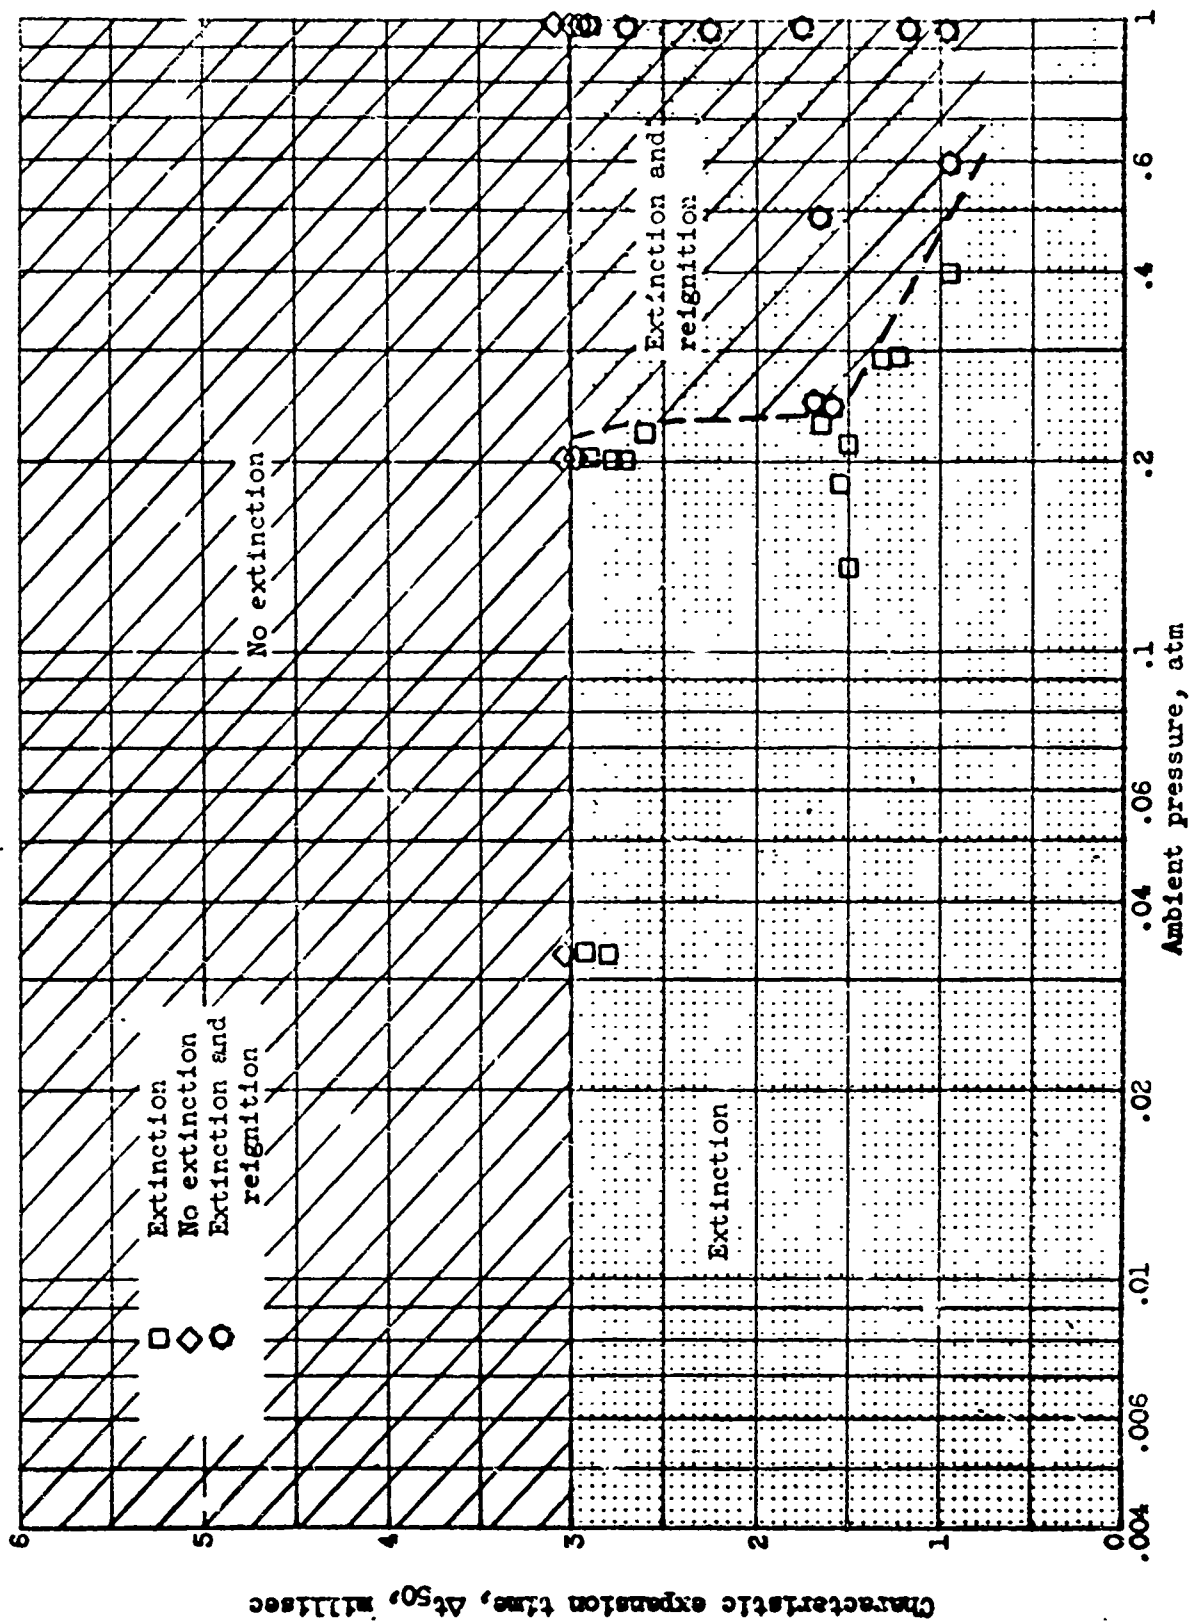 Characteristic expansion time, Δt50, millisec
6
5
4
3
2
1
0
Extinction
No extinction
Extinction and
reignition
No extinction
Extinction and
reignition
Extinction
.004
.006
.01
.02
.04
.06
.1
.2
.4
.6
1
Ambient pressure, atm